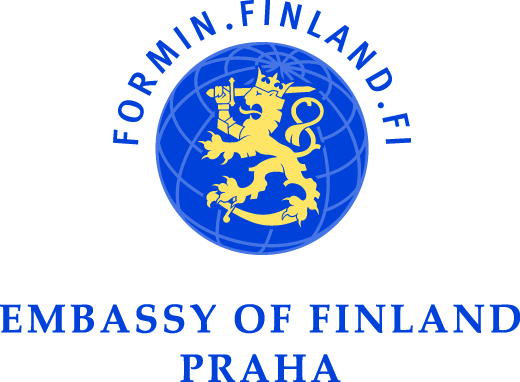 FORMIN.FINLAND.FI
EMBASSY OF FINLAND
PRAHA